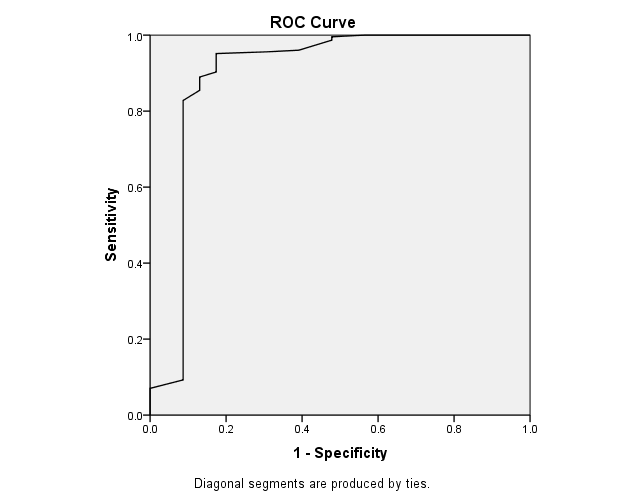 ROC Curve
1.0
0.8
0.6
0.4
0.2
0.0
Sensitivity
0.0 0.2 0.4 0.6 0.8 1.0
1 - Specificity
Diagonal segments are produced by ties.